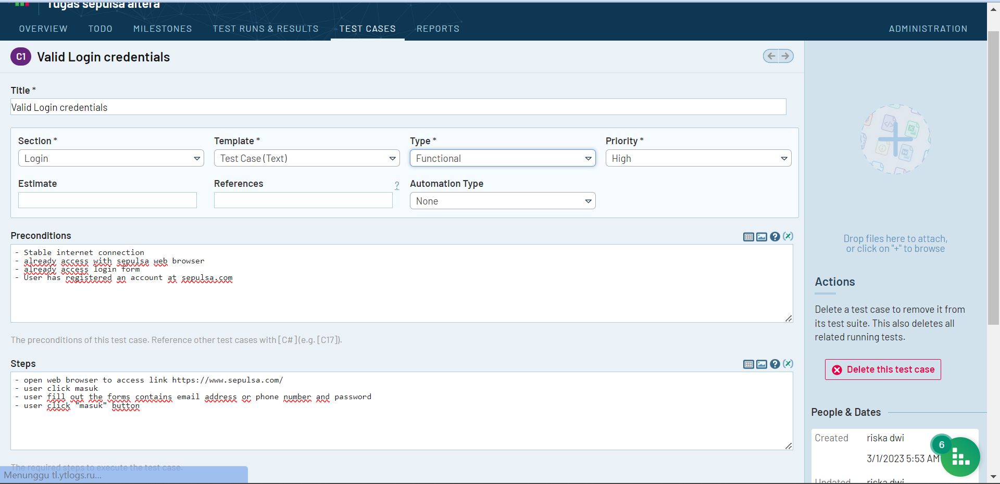 Tugas sepulsa altera
OVERVIEW TODO MILESTONES TEST RUNS & RESULTS TEST CASES REPORTS ADMINISTRATION
C1 Valid Login credentials
Title *
Valid Login credentials
Section * Template * Type * Priority *
Login Test Case (Text) Functional High
Estimate References ? Automation Type
None
Preconditions
- Stable internet connection
- already access with sepulsa web browser
- already access login form
- User has registered an account at sepulsa.com
The preconditions of this test case. Reference other test cases with [C#] (e.g. [C17]).
Steps
- open web browser to access link https://www.sepulsa.com/
- user click masuk
- user fill out the forms contains email address or phone number and password
- user click "masuk" button
The required steps to execute the test case.
Menunggu tl.ytlogs.ru...
Drop files here to attach,
or click on "+" to browse
Actions
Delete a test case to remove it from
its test suite. This also deletes all
related running tests.
Delete this test case
People & Dates
Created riska dwi
3/1/2023 5:53 AM
6
Updated riska dwi